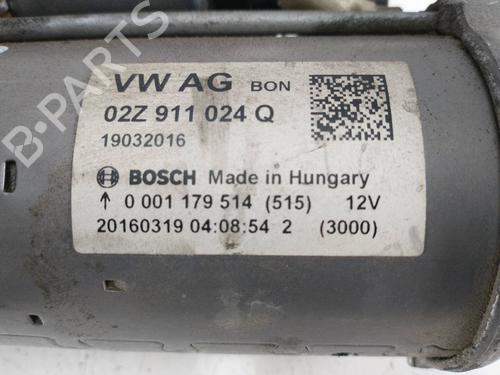 VW AG BON
02Z 911 024 Q
19032016
BOSCH Made in Hungary
↑ 0 001 179 514 (515) 12V
20160319 04:08:54 2 (3000)
B-PARTS